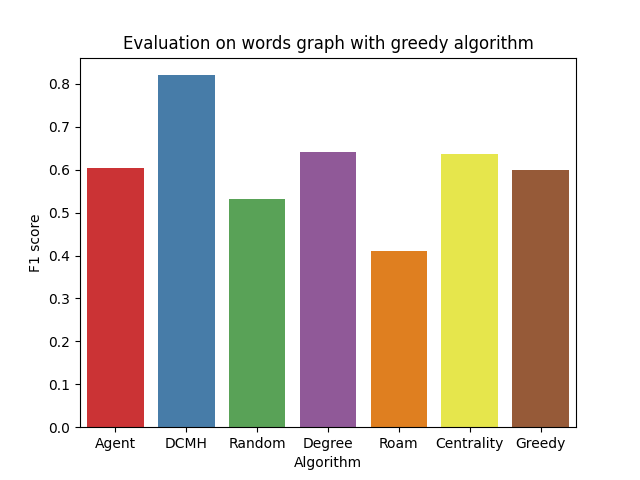 Evaluation on words graph with greedy algorithm
F1 score
0.8
0.7
0.6
0.5
0.4
0.3
0.2
0.1
0.0
Agent DCMH Random Degree Roam Centrality Greedy
Algorithm